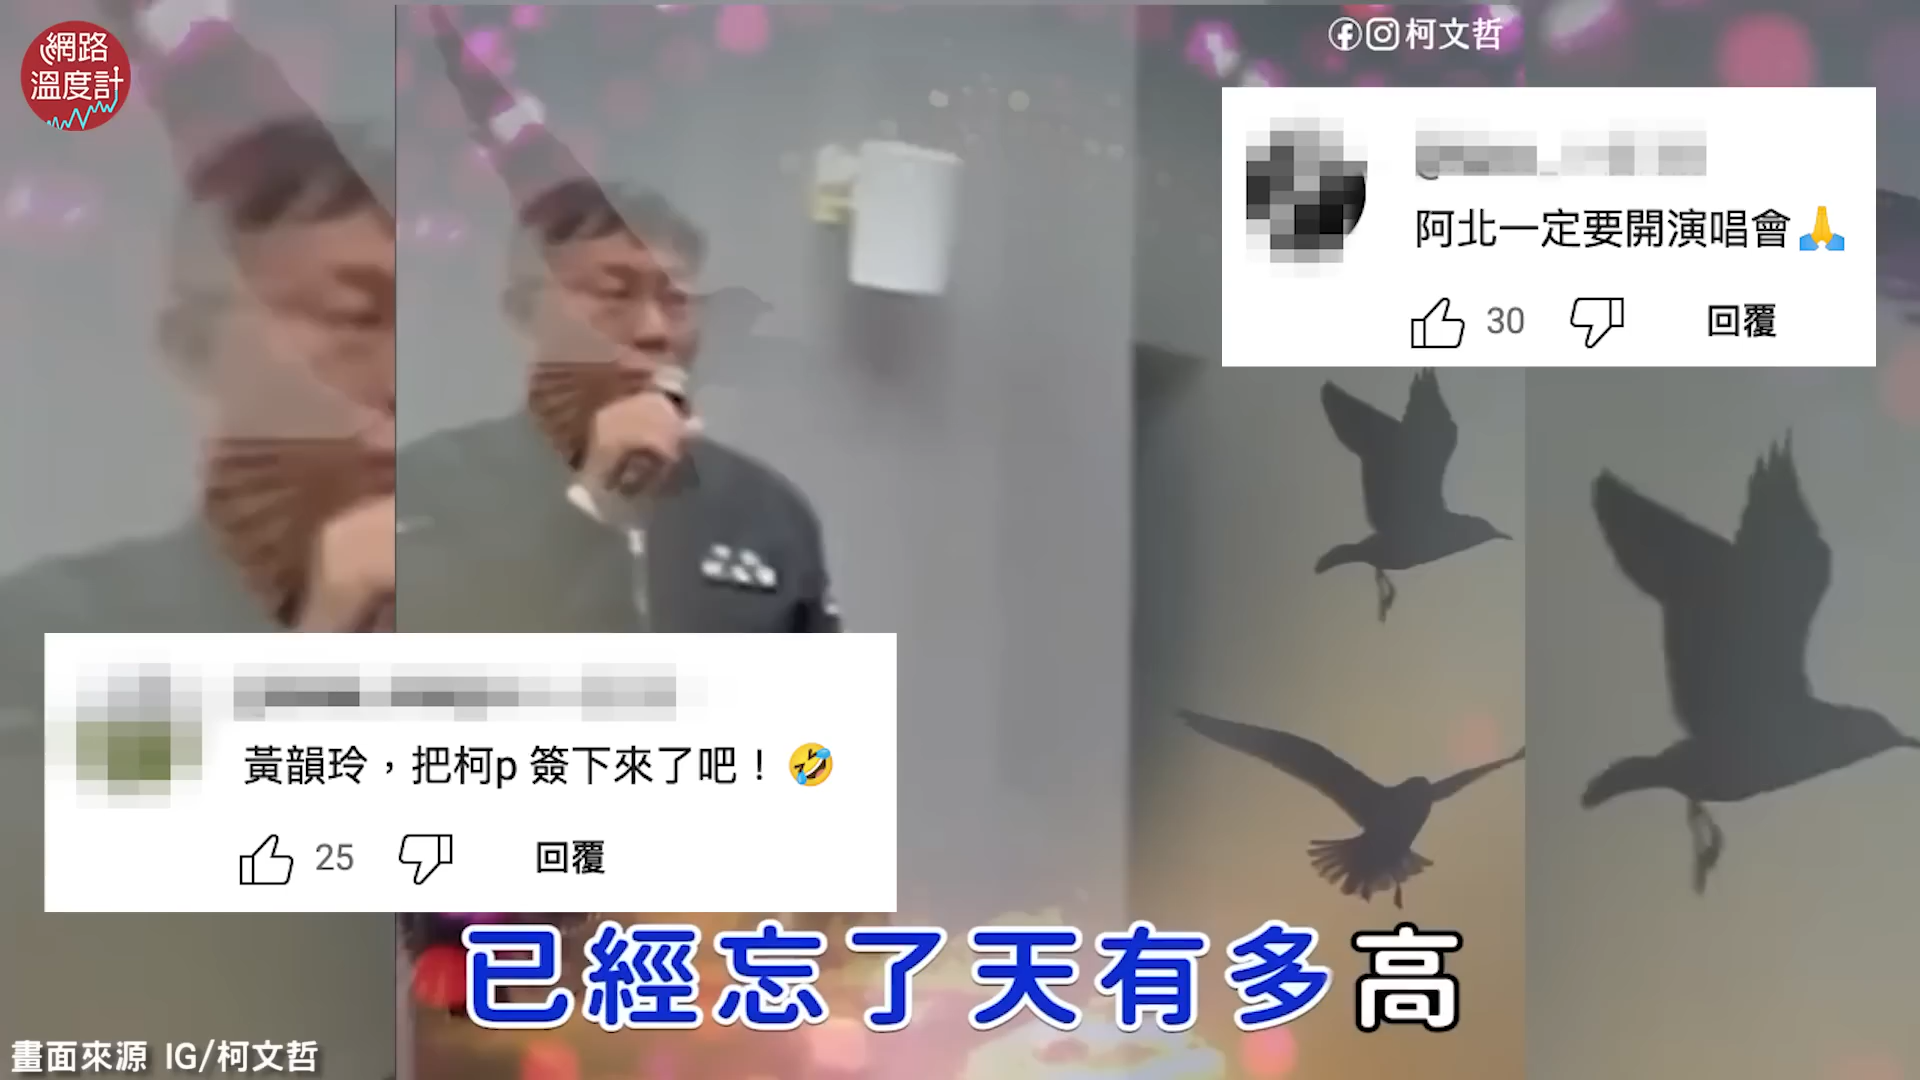 網路
溫度計
柯文哲
阿北一定要開演唱會🙏
30 回覆
黃韻玲，把柯p 簽下來了吧！🤣
25 回覆
已經忘了天有多高
畫面來源 IG/柯文哲